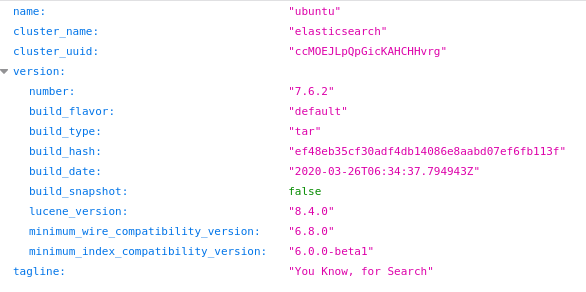 name: "ubuntu"
cluster_name: "elasticsearch"
cluster_uuid: "ccMOEJLpQpGicKAHCHHvrg"
version:
number: "7.6.2"
build_flavor: "default"
build_type: "tar"
build_hash: "ef48eb35cf30adf4db14086e8aabd07ef6fb113f"
build_date: "2020-03-26T06:34:37.794943Z"
build_snapshot: false
lucene_version: "8.4.0"
minimum_wire_compatibility_version: "6.8.0"
minimum_index_compatibility_version: "6.0.0-beta1"
tagline: "You Know, for Search"